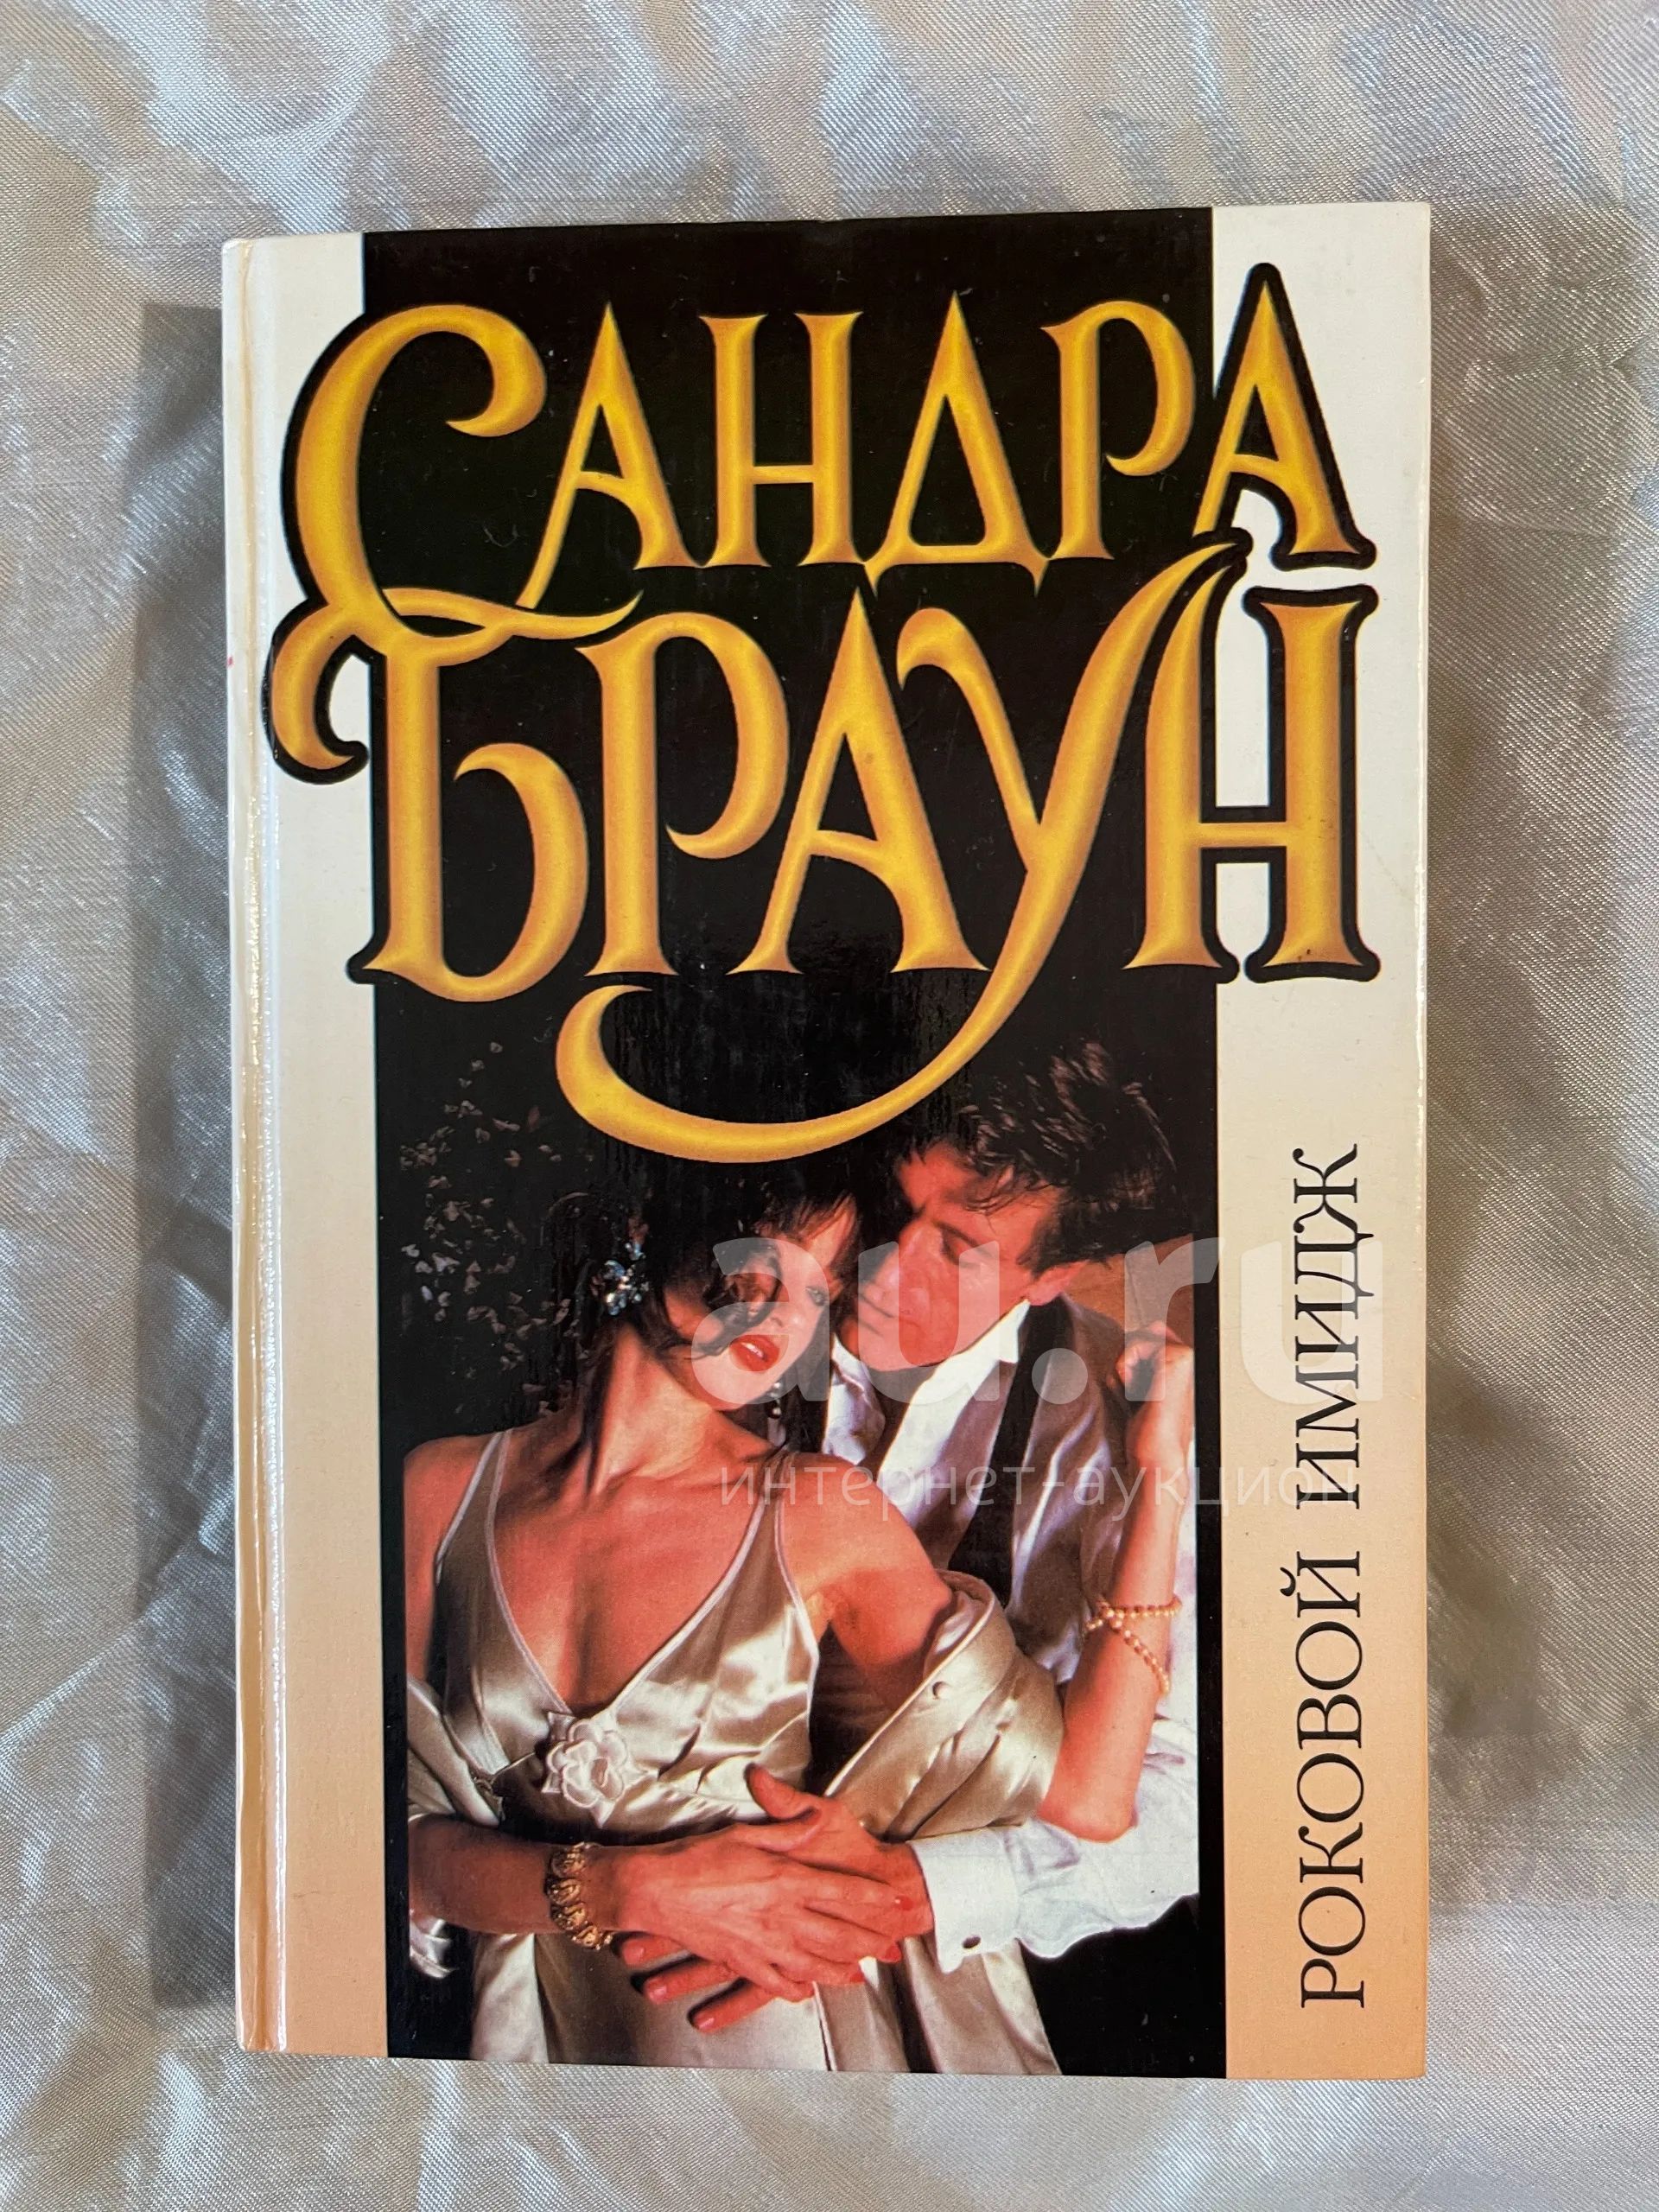 САНДРА
БРАУН
РОКОВОЙ ИМИДЖ
au.ru
интернет-аукцион